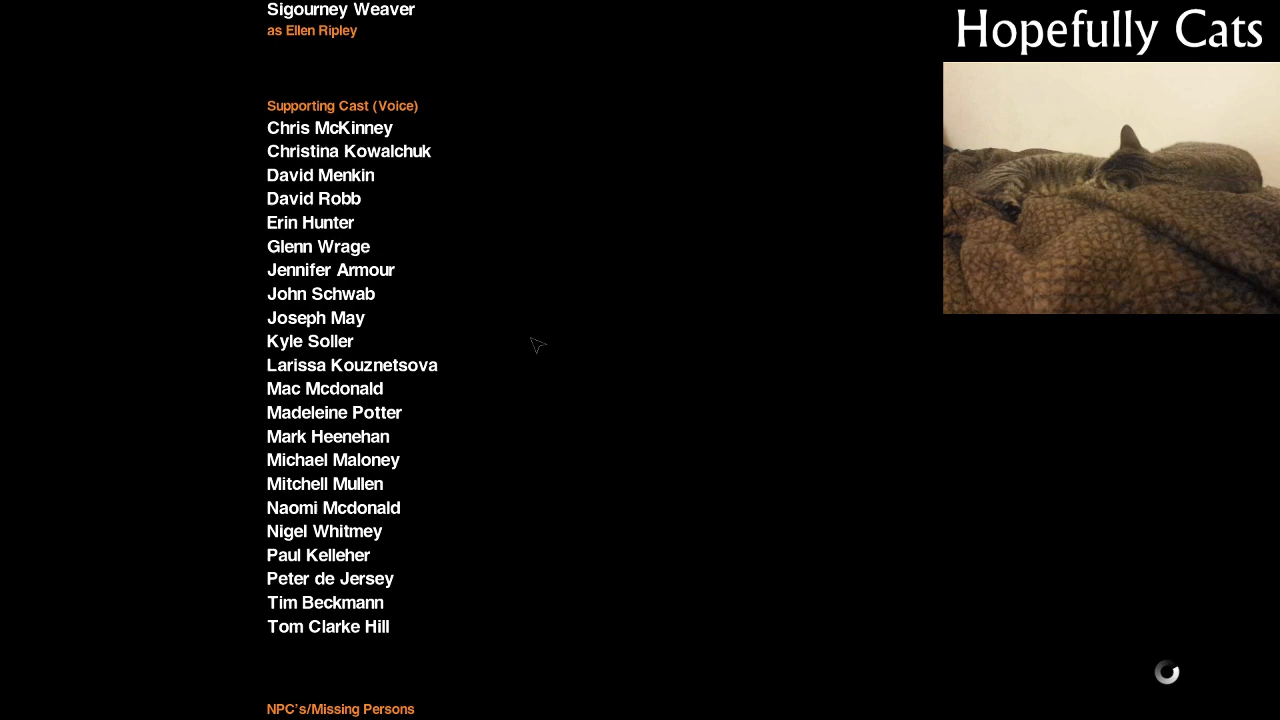 Sigourney Weaver
as Ellen Ripley
Hopefully Cats
Supporting Cast (Voice)
Chris McKinney
Christina Kowalchuk
David Menkin
David Robb
Erin Hunter
Glenn Wrage
Jennifer Armour
John Schwab
Joseph May
Kyle Soller
Larissa Kouznetsova
Mac Mcdonald
Madeleine Potter
Mark Heenehan
Michael Maloney
Mitchell Mullen
Naomi Mcdonald
Nigel Whitmey
Paul Kelleher
Peter de Jersey
Tim Beckmann
Tom Clarke Hill
NPC's/Missing Persons